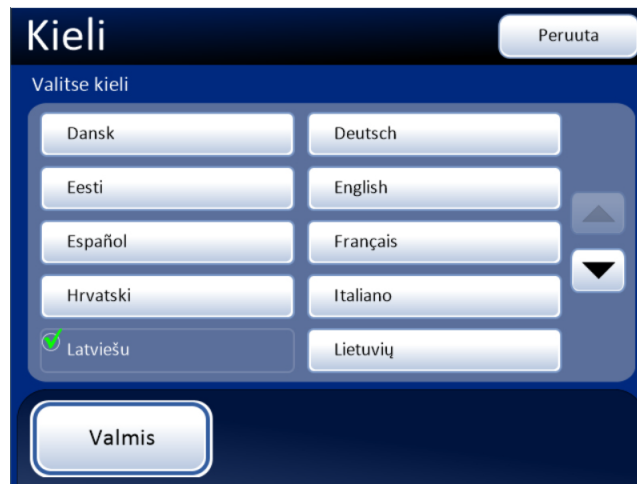 Kieli
Peruuta
Valitse kieli
Dansk
Deutsch
Eesti
English
Español
Français
Hrvatski
Italiano
Latviešu
Lietuvių
Valmis